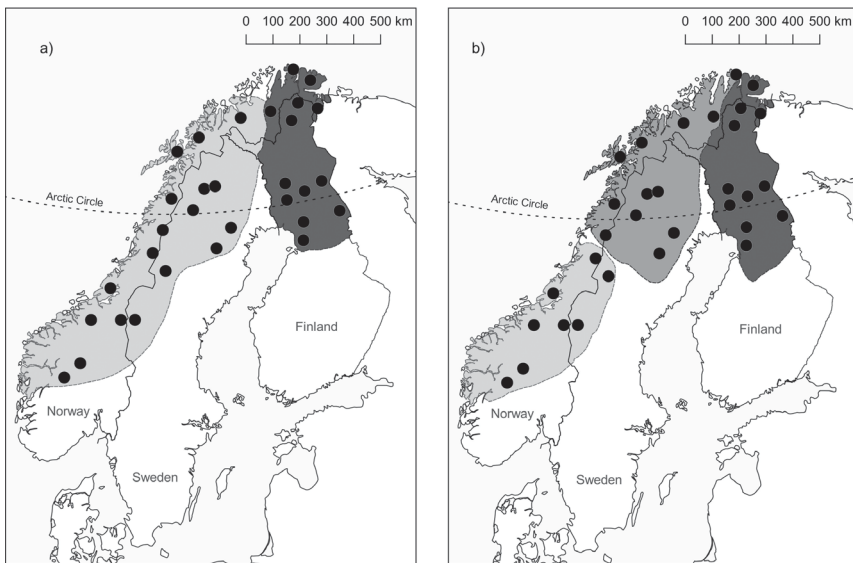 0 100 200 300 400 500 km
a)
Arctic Circle
Finland
Norway
Sweden
0 100 200 300 400 500 km
b)
Arctic Circle
Finland
Norway
Sweden